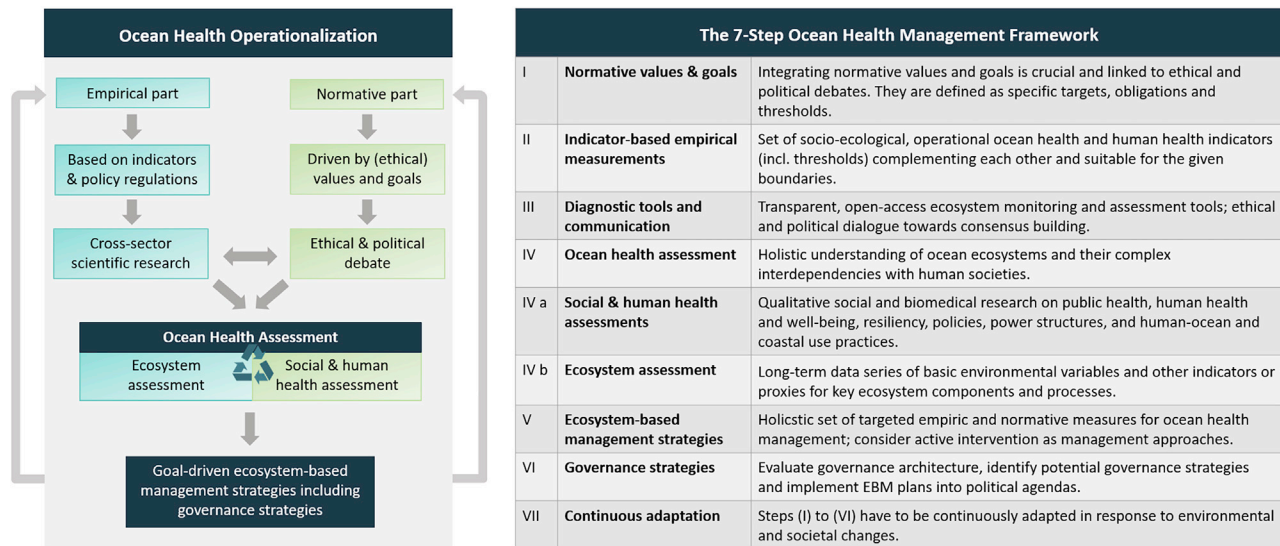 Ocean Health Operationalization
Empirical part
Normative part
Based on indicators
& policy regulations
Driven by (ethical)
values and goals
Cross-sector
scientific research
Ethical & political
debate
Ocean Health Assessment
Ecosystem
assessment
Social & human
health assessment
Goal-driven ecosystem-based
management strategies including
governance strategies
The 7-Step Ocean Health Management Framework
I
Normative values & goals
Integrating normative values and goals is crucial and linked to ethical and
political debates. They are defined as specific targets, obligations and
thresholds.
II
Indicator-based empirical
measurements
Set of socio-ecological, operational ocean health and human health indicators
(incl. thresholds) complementing each other and suitable for the given
boundaries.
III
Diagnostic tools and
communication
Transparent, open-access ecosystem monitoring and assessment tools; ethical
and political dialogue towards consensus building.
IV
Ocean health assessment
Holistic understanding of ocean ecosystems and their complex
interdependencies with human societies.
IV a
Social & human health
assessments
Qualitative social and biomedical research on public health, human health
and well-being, resiliency, policies, power structures, and human-ocean and
coastal use practices.
IV b
Ecosystem assessment
Long-term data series of basic environmental variables and other indicators or
proxies for key ecosystem components and processes.
V
Ecosystem-based
management strategies
Holicstic set of targeted empiric and normative measures for ocean health
management; consider active intervention as management approaches.
VI
Governance strategies
Evaluate governance architecture, identify potential governance strategies
and implement EBM plans into political agendas.
VII
Continuous adaptation
Steps (I) to (VI) have to be continuously adapted in response to environmental
and societal changes.